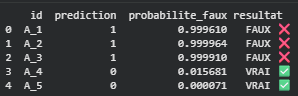 id prediction probabilite_faux resultat
0 A_1 1 0.999610 FAUX ❌
1 A_2 1 0.999964 FAUX ❌
2 A_3 1 0.999910 FAUX ❌
3 A_4 0 0.015681 VRAI ✅
4 A_5 0 0.000071 VRAI ✅